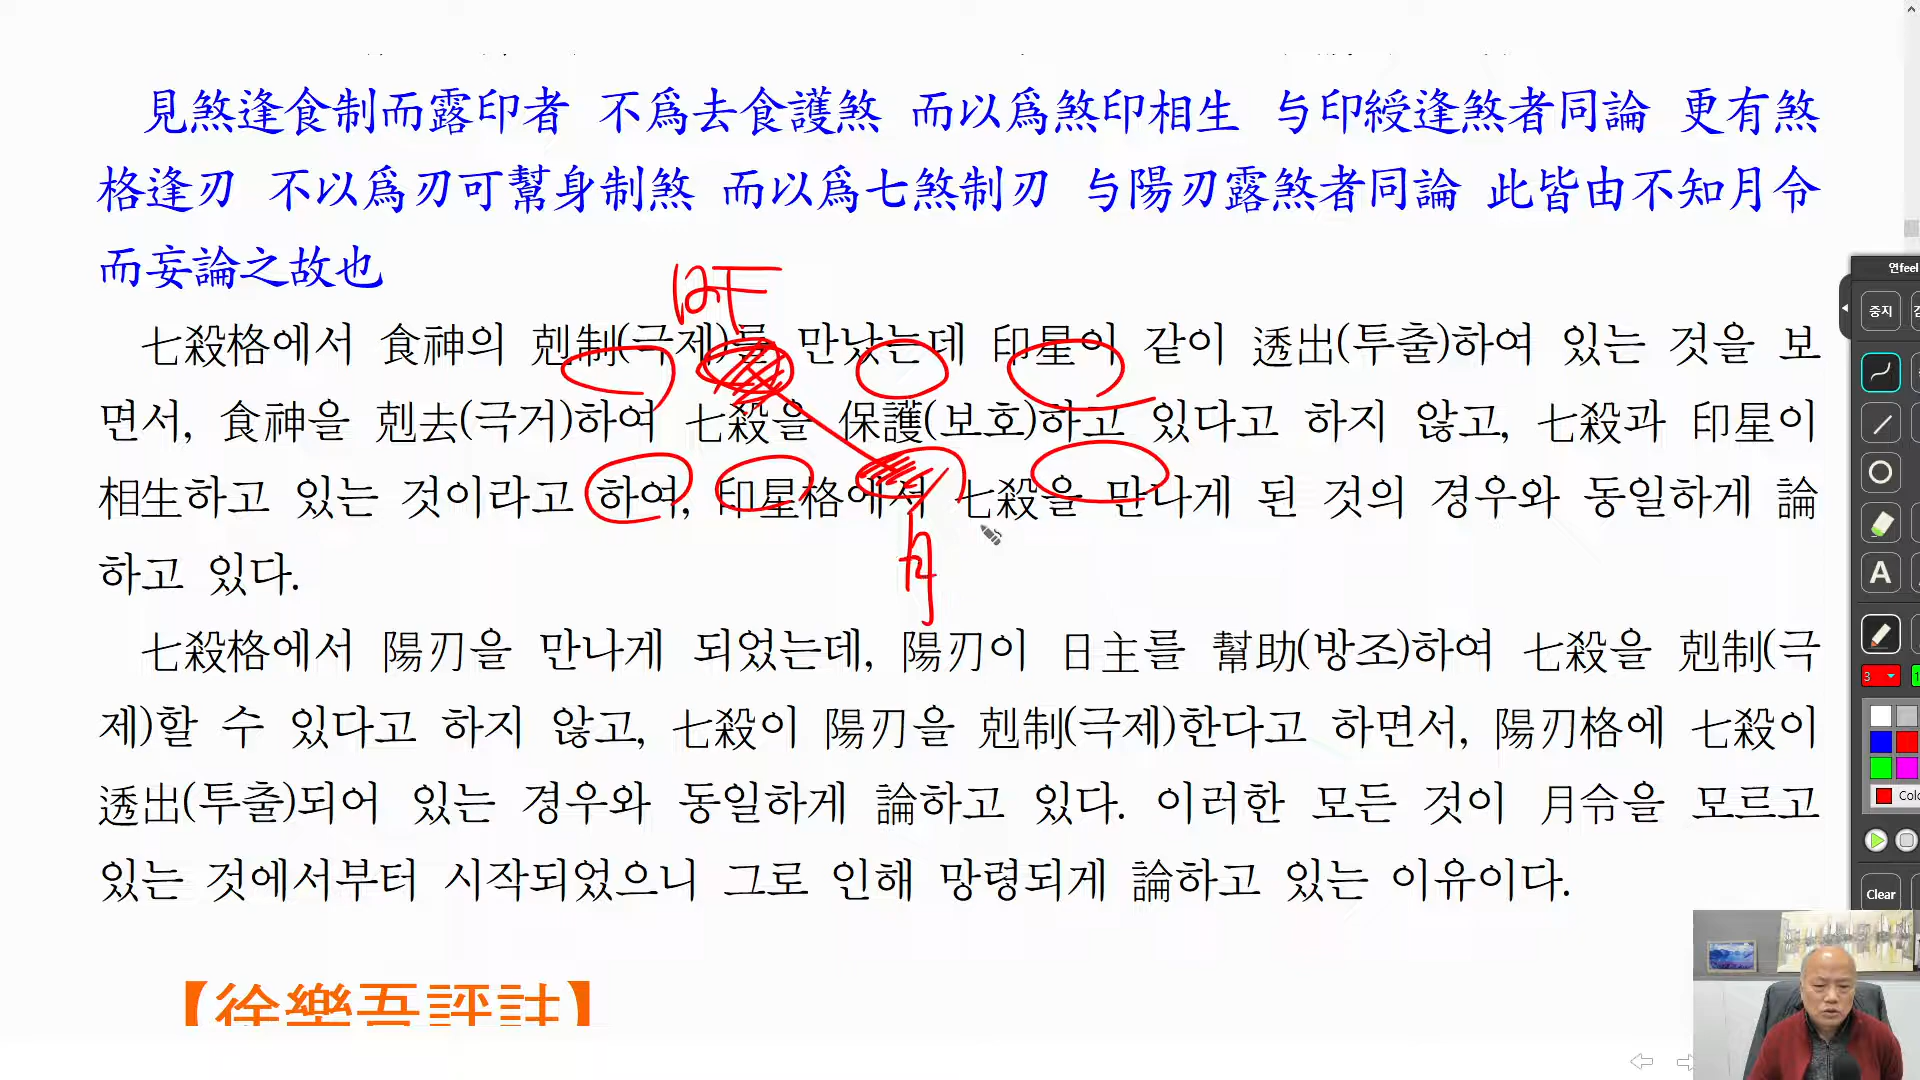 見煞逢食制而露印者 不爲去食護煞 而以爲煞印相生 与印綬逢煞者同論 更有煞
格逢刃 不以爲刃可幫身制煞 而以爲七煞制刃 与陽刃露煞者同論 此皆由不知月令
而妄論之故也
七殺格에서 食神의 剋制(극제)를 만났는데 印星이 같이 透出(투출)하여 있는 것을 보
면서, 食神을 剋去(극거)하여 七殺을 保護(보호)하고 있다고 하지 않고, 七殺과 印星이
相生하고 있는 것이라고 하여, 印星格에서 七殺을 만나게 된 것의 경우와 동일하게 論
하고 있다.
七殺格에서 陽刃을 만나게 되었는데, 陽刃이 日主를 幫助(방조)하여 七殺을 剋制(극
제)할 수 있다고 하지 않고, 七殺이 陽刃을 剋制(극제)한다고 하면서, 陽刃格에 七殺이
透出(투출)되어 있는 경우와 동일하게 論하고 있다. 이러한 모든 것이 月令을 모르고
있는 것에서부터 시작되었으니 그로 인해 망령되게 論하고 있는 이유이다.
【徐樂吾評註】
연feel
중지
A
3
Colo
Clear